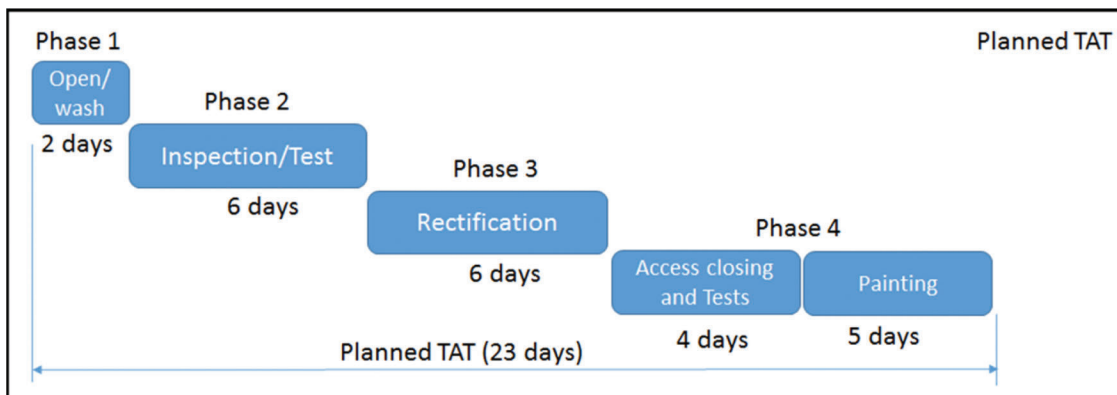 Phase 1
Planned TAT
Open/
wash
2 days
Phase 2
Inspection/Test
6 days
Phase 3
Rectification
6 days
Phase 4
Access closing
and Tests
Painting
4 days
5 days
Planned TAT (23 days)